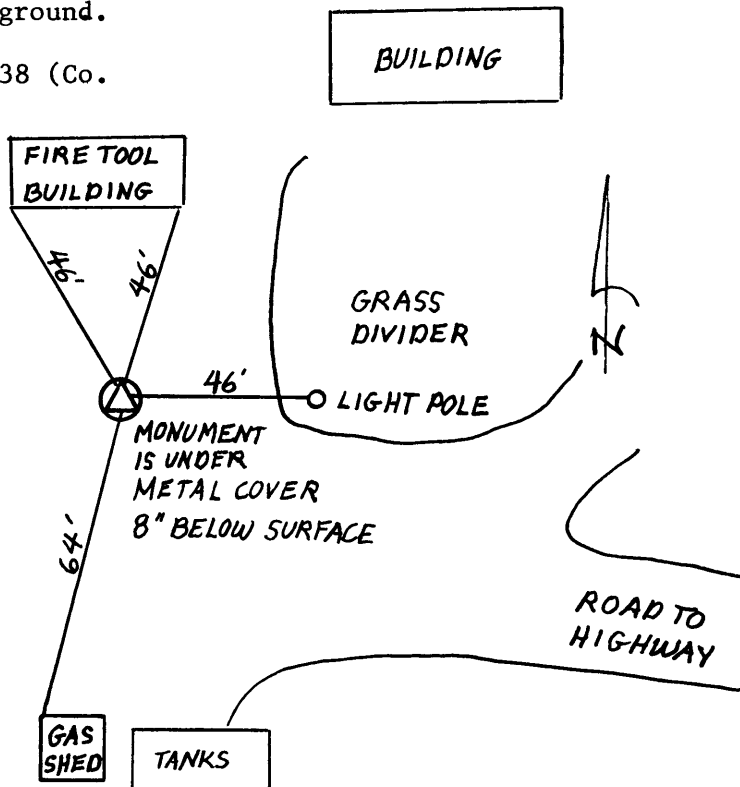 ground.
38 (Co.
BUILDING
FIRE TOOL
BUILDING
46'
46'
GRASS
DIVIDER
N
46'
LIGHT POLE
MONUMENT
IS UNDER
METAL COVER
8" BELOW SURFACE
64'
ROAD TO
HIGHWAY
GAS
SHED
TANKS